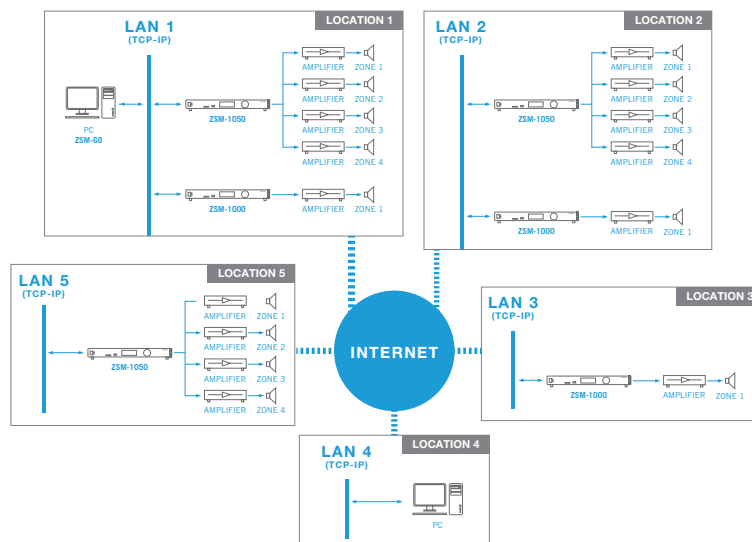 LOCATION 1
LAN 1
(TCP-IP)
AMPLIFIER ZONE 1
AMPLIFIER ZONE 2
PC
ZSM-GO
ZSM-1050
AMPLIFIER ZONE 3
AMPLIFIER ZONE 4
ZSM-1000
AMPLIFIER ZONE 1
LOCATION 2
LAN 2
(TCP-IP)
AMPLIFIER ZONE 1
AMPLIFIER ZONE 2
ZSM-1050
AMPLIFIER ZONE 3
AMPLIFIER ZONE 4
ZSM-1000
AMPLIFIER ZONE 1
LOCATION 5
LAN 5
(TCP-IP)
AMPLIFIER ZONE 1
AMPLIFIER ZONE 2
ZSM-1050
AMPLIFIER ZONE 3
AMPLIFIER ZONE 4
INTERNET
LOCATION 3
LAN 3
(TCP-IP)
ZSM-1000
AMPLIFIER ZONE 1
LOCATION 4
LAN 4
(TCP-IP)
PC